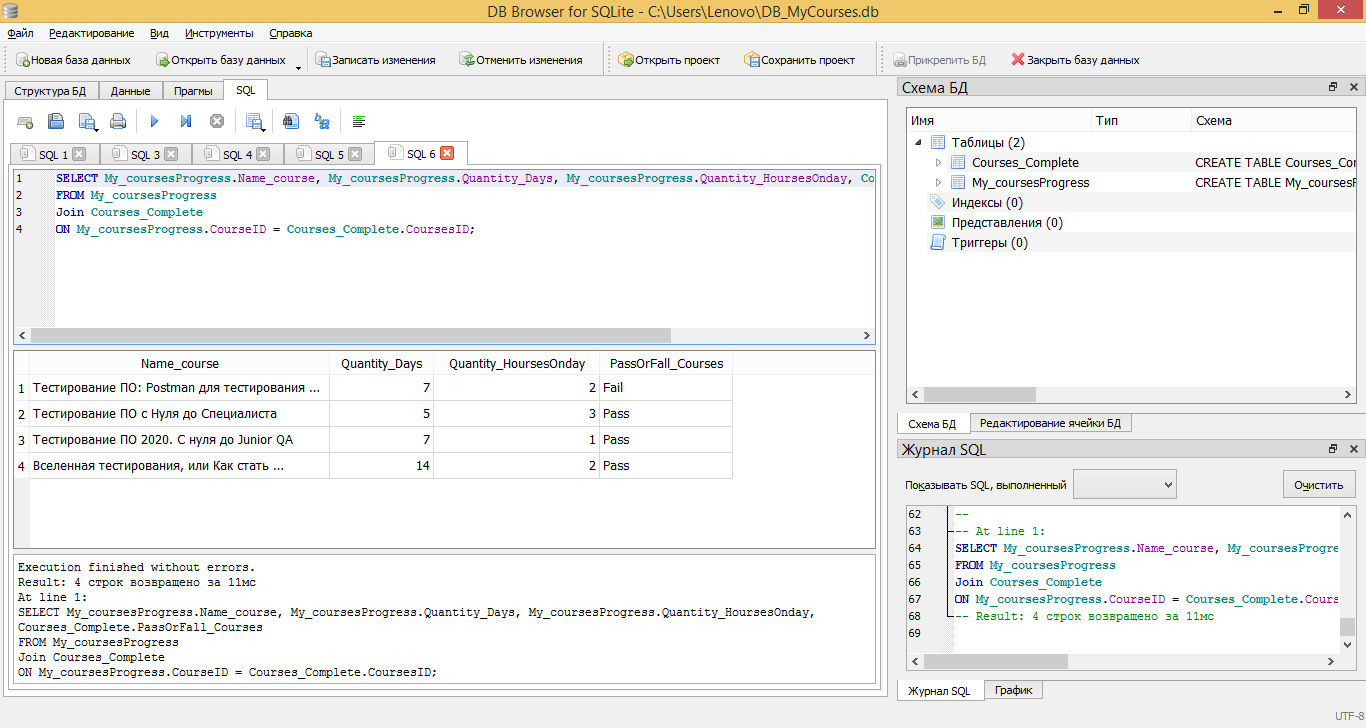 DB Browser for SQLite - C:\Users\Lenovo\DB_MyCourses.db
Файл Редактирование Вид Инструменты Справка
Новая база данных Открыть базу данных Записать изменения Отменить изменения Открыть проект Сохранить проект Прикрепить БД Закрыть базу данных
Структура БД Данные Прагмы SQL
SQL 1 SQL 3 SQL 4 SQL 5 SQL 6
1 SELECT My_coursesProgress.Name_course, My_coursesProgress.Quantity_Days, My_coursesProgress.Quantity_HoursesOnday, Co
2 FROM My_coursesProgress
3 Join Courses_Complete
4 ON My_coursesProgress.CourseID = Courses_Complete.CoursesID;
Name_course Quantity_Days Quantity_HoursesOnday PassOrFall_Courses
1 Тестирование ПО: Postman для тестирования ... 7 2 Fail
2 Тестирование ПО с Нуля до Специалиста 5 3 Pass
3 Тестирование ПО 2020. С нуля до Junior QA 7 1 Pass
4 Вселенная тестирования, или Как стать ... 14 2 Pass
Execution finished without errors.
Result: 4 строк возвращено за 11мс
At line 1:
SELECT My_coursesProgress.Name_course, My_coursesProgress.Quantity_Days, My_coursesProgress.Quantity_HoursesOnday,
Courses_Complete.PassOrFall_Courses
FROM My_coursesProgress
Join Courses_Complete
ON My_coursesProgress.CourseID = Courses_Complete.CoursesID;
Схема БД
Имя Тип Схема
Таблицы (2)
Courses_Complete CREATE TABLE Courses_Co
My_coursesProgress CREATE TABLE My_courses
Индексы (0)
Представления (0)
Триггеры (0)
Схема БД Редактирование ячейки БД
Журнал SQL
Показывать SQL, выполненный Очистить
62 --
63 -- At line 1:
64 SELECT My_coursesProgress.Name_course, My_coursesProgre
65 FROM My_coursesProgress
66 Join Courses_Complete
67 ON My_coursesProgress.CourseID = Courses_Complete.Cours
68 -- Result: 4 строк возвращено за 11мс
69
Журнал SQL График
UTF-8